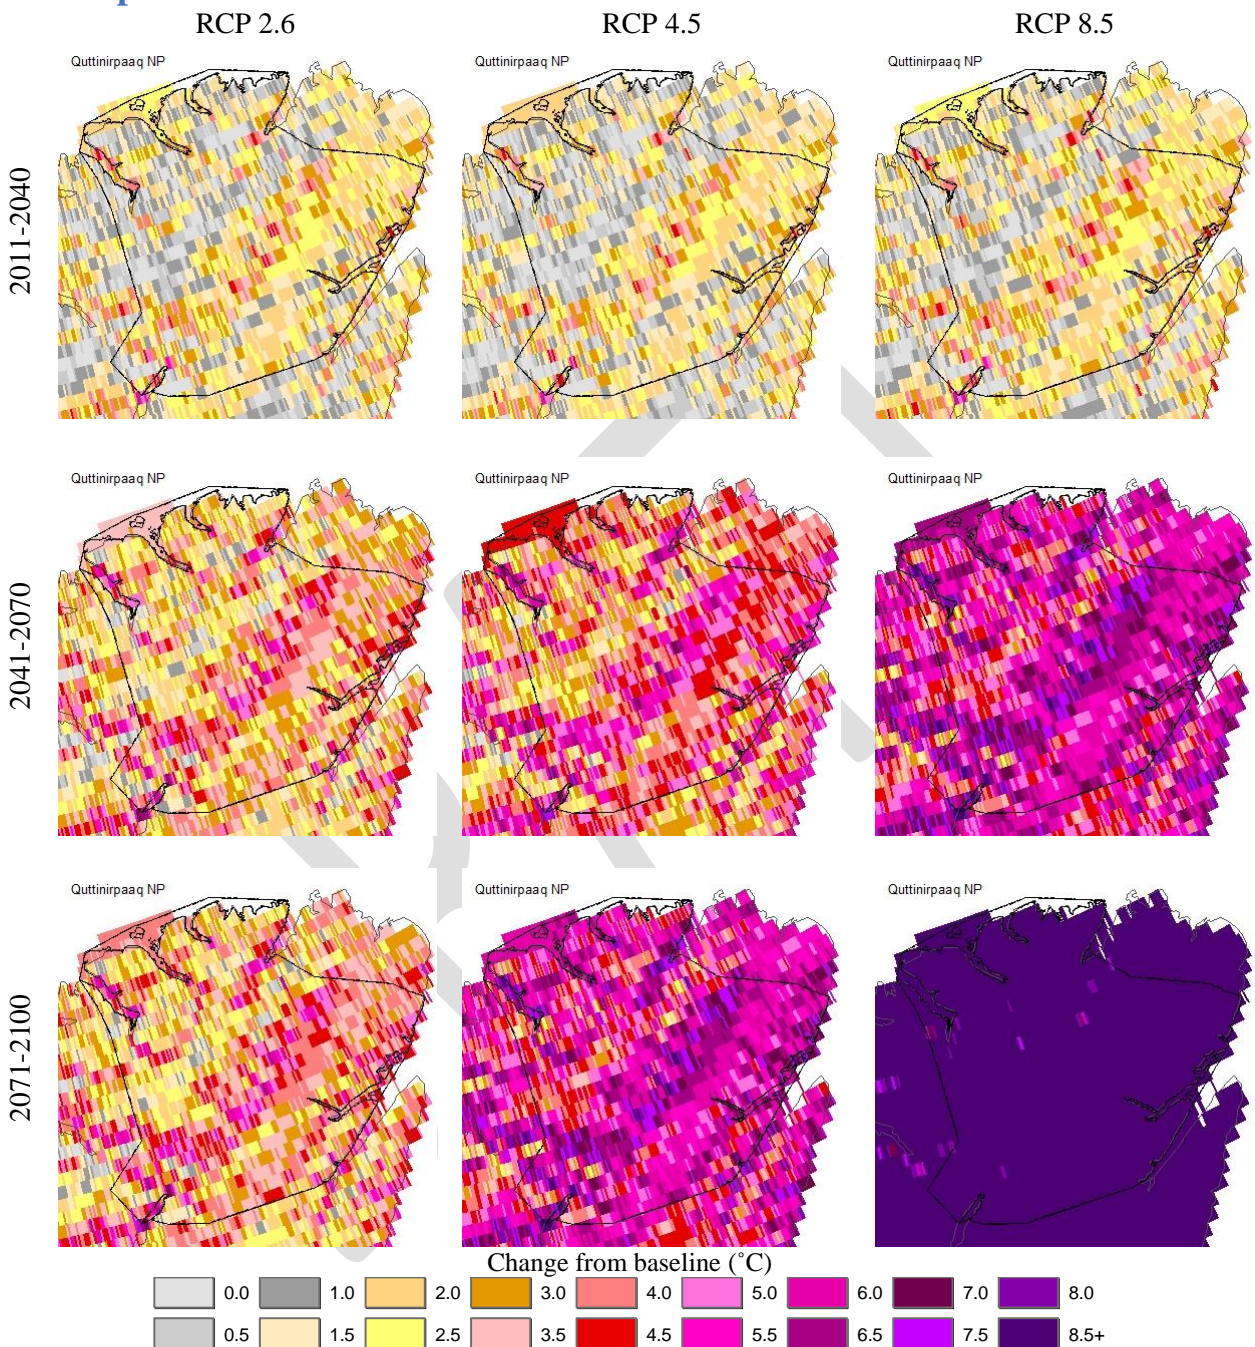 RCP 2.6 RCP 4.5 RCP 8.5
Quttinirpaaq NP Quttinirpaaq NP Quttinirpaaq NP
2011-2040
Quttinirpaaq NP Quttinirpaaq NP Quttinirpaaq NP
2041-2070
Quttinirpaaq NP Quttinirpaaq NP Quttinirpaaq NP
2071-2100
Change from baseline (˚C)
0.0 1.0 2.0 3.0 4.0 5.0 6.0 7.0 8.0
0.5 1.5 2.5 3.5 4.5 5.5 6.5 7.5 8.5+